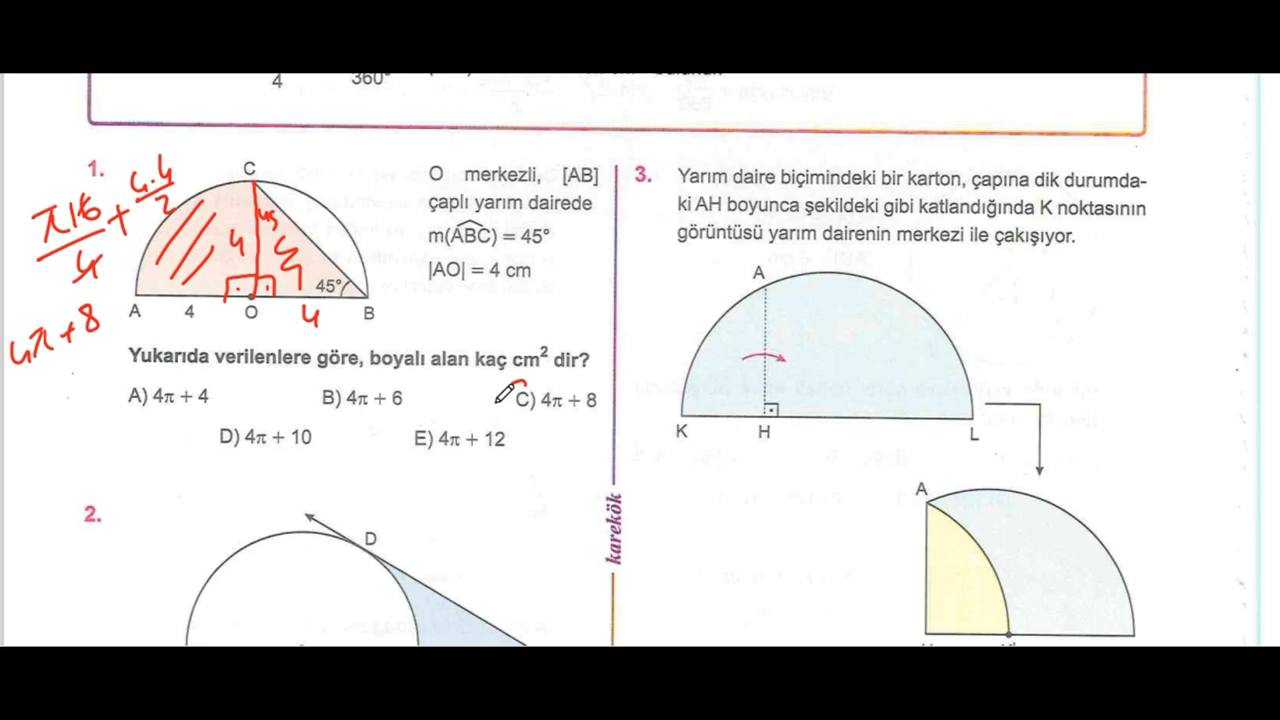 4
360°
1.
π16/4 + 4.4/2
4π+8
C
45
4
4
45°
A
4
O
B
4
O merkezli, [AB]
çaplı yarım dairede
m(ABC) = 45°
|AO| = 4 cm
Yukarıda verilenlere göre, boyalı alan kaç cm² dir?
A) 4π + 4
B) 4π + 6
C) 4π + 8
D) 4π + 10
E) 4π + 12
2.
D
karekök
3.
Yarım daire biçimindeki bir karton, çapına dik durumda-
ki AH boyunca şekildeki gibi katlandığında K noktasının
görüntüsü yarım dairenin merkezi ile çakışıyor.
A
K
H
L
A